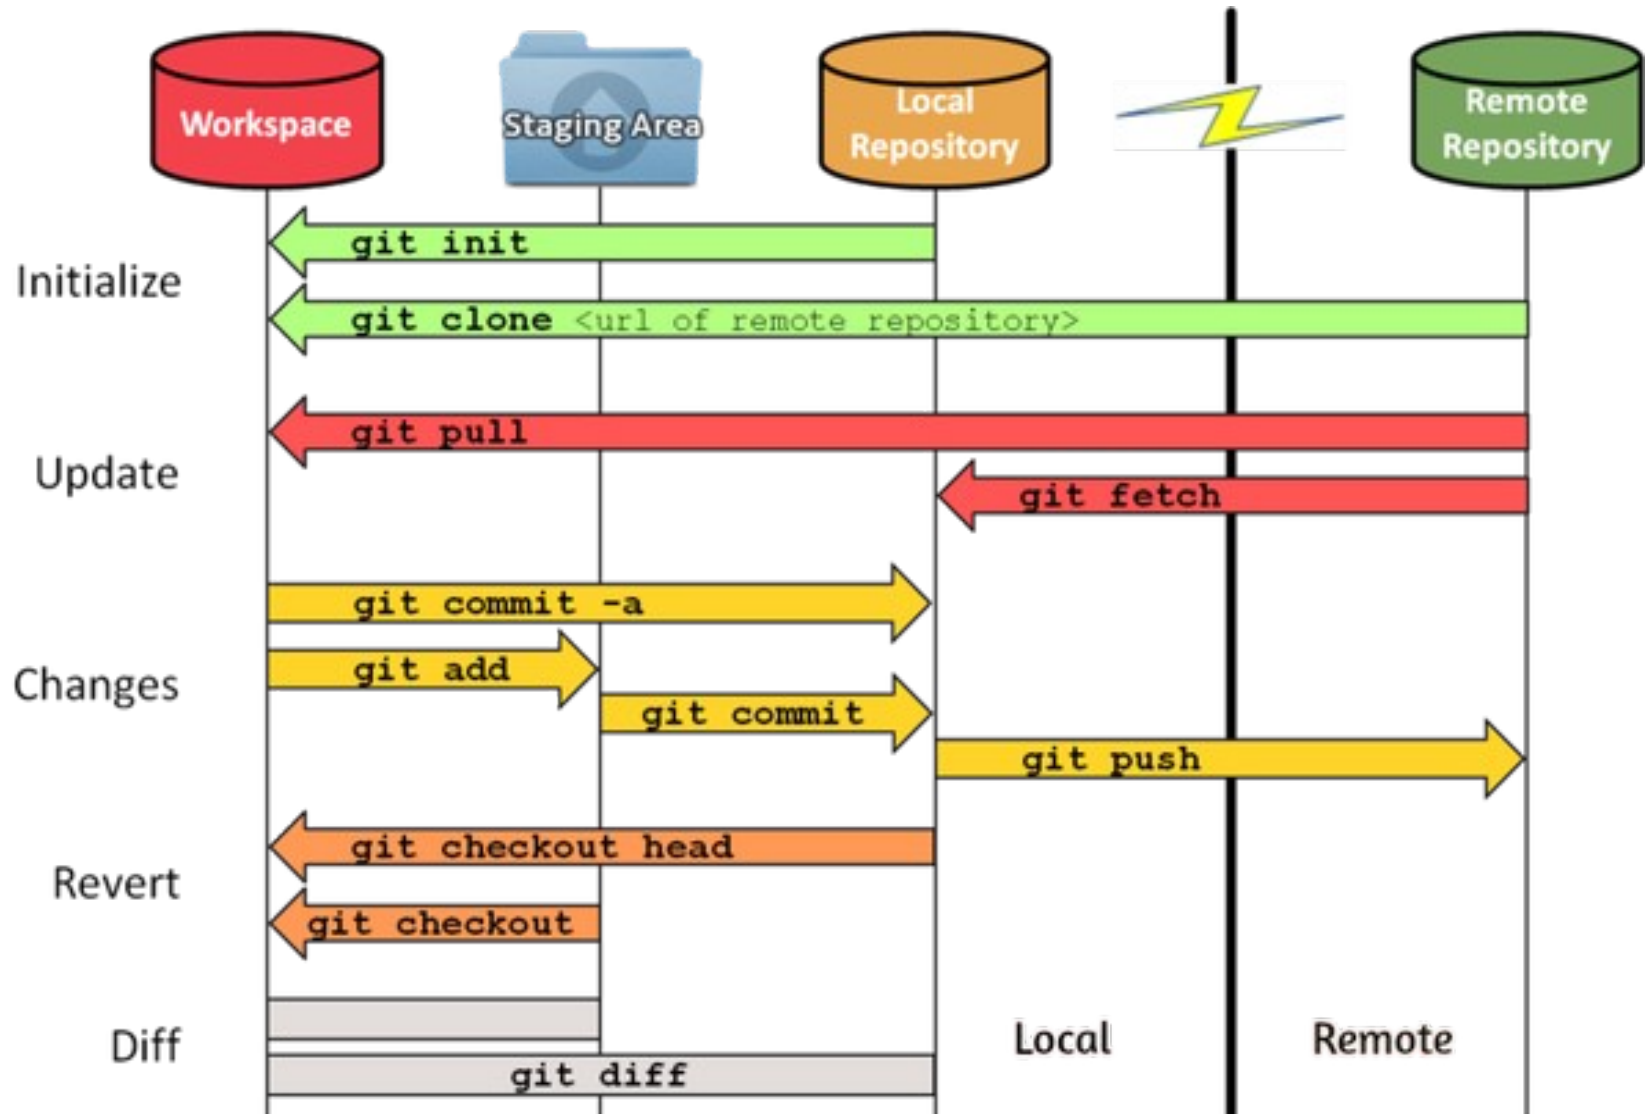 Workspace
Staging Area
Local
Repository
Remote
Repository
Initialize
git init
git clone <url of remote repository>
Update
git pull
git fetch
Changes
git commit -a
git add
git commit
git push
Revert
git checkout head
git checkout
Diff
git diff
Local
Remote